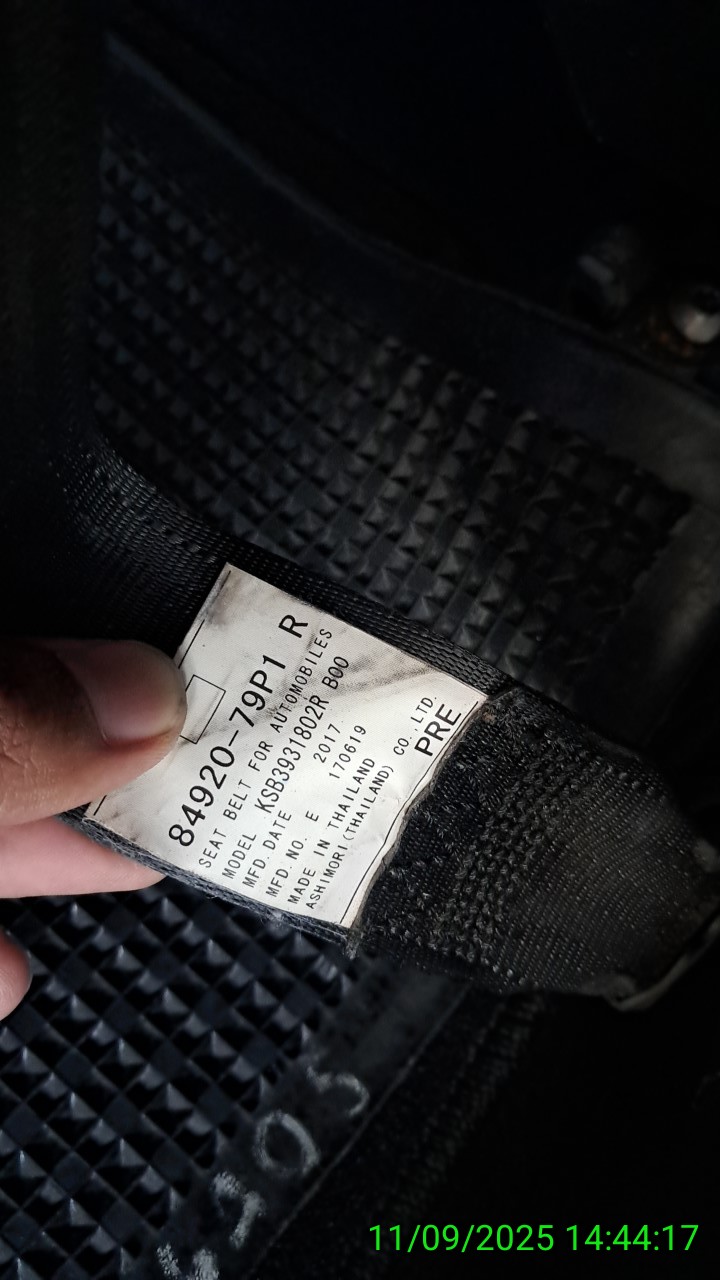 84920-79P1 R
SEAT BELT FOR AUTOMOBILES
MODEL KSB3931802R B00
MFD.DATE 2017
MFD.NO. E 170619
MADE IN THAILAND
ASHIMORI(THAILAND) CO.,LTD.
PRE
11/09/2025 14:44:17